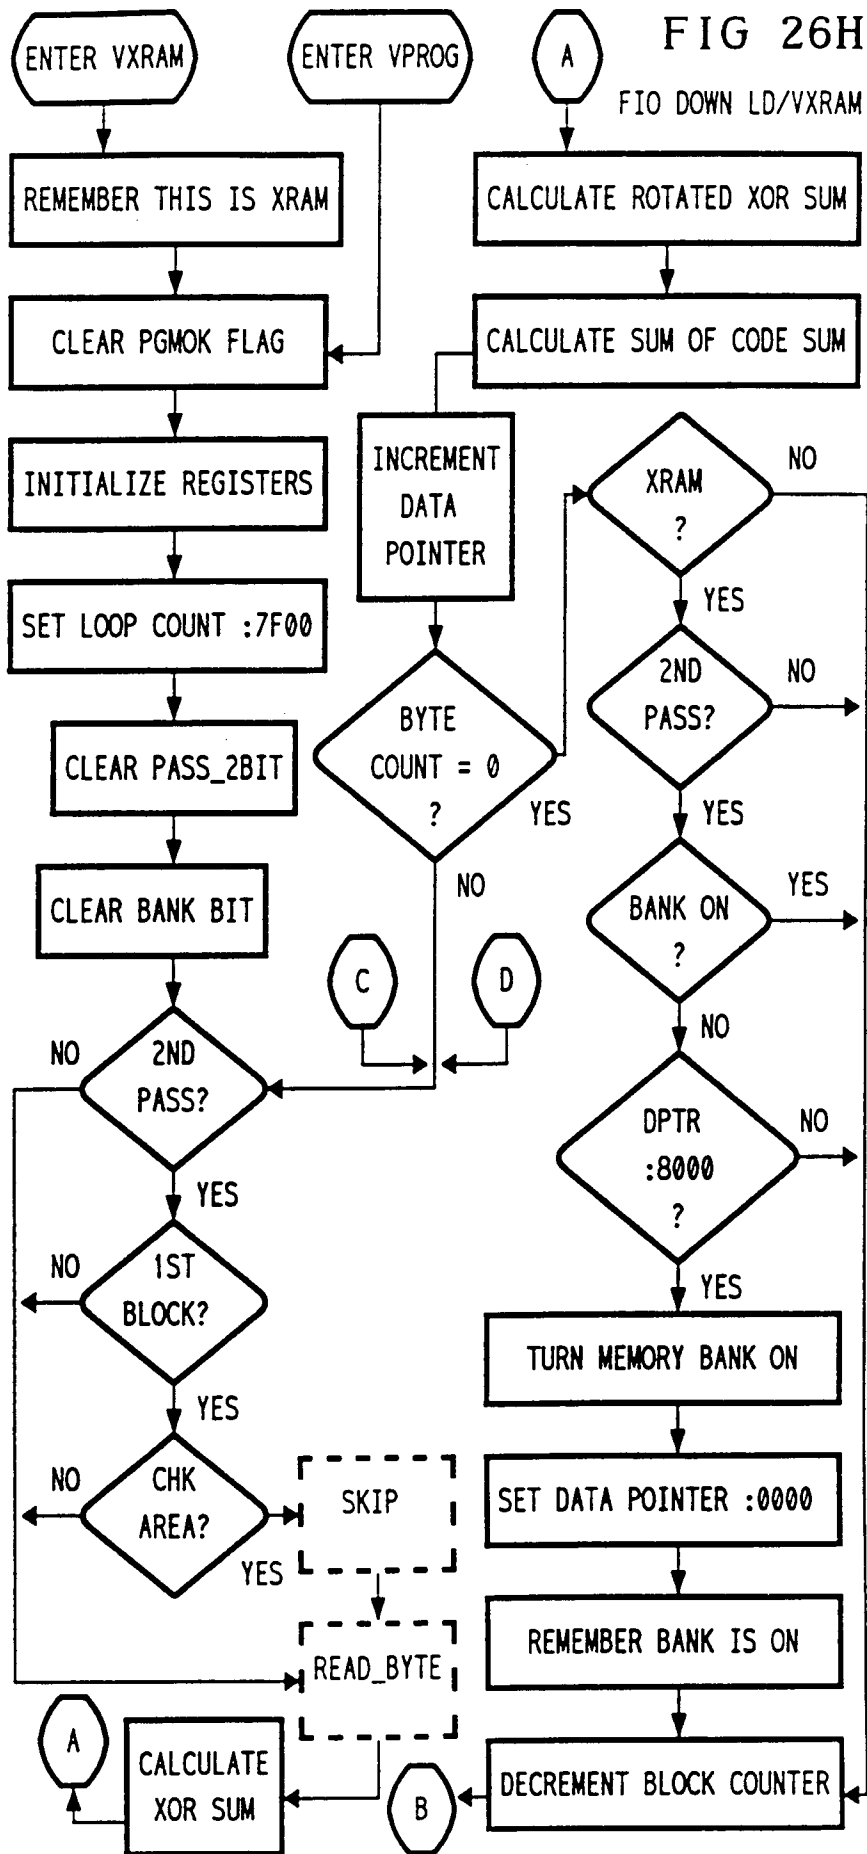 FIG 26H
FIO DOWN LD/VXRAM
ENTER VXRAM
ENTER VPROG
A
REMEMBER THIS IS XRAM
CALCULATE ROTATED XOR SUM
CLEAR PGMOK FLAG
CALCULATE SUM OF CODE SUM
INITIALIZE REGISTERS
SET LOOP COUNT :7F00
CLEAR PASS_2BIT
CLEAR BANK BIT
INCREMENT
DATA
POINTER
BYTE
COUNT = 0
?
YES
NO
C
D
2ND
PASS?
NO
YES
1ST
BLOCK?
NO
YES
CHK
AREA?
NO
YES
SKIP
READ_BYTE
CALCULATE
XOR SUM
A
XRAM
?
NO
YES
2ND
PASS?
NO
YES
BANK ON
?
YES
NO
DPTR
:8000
?
NO
YES
TURN MEMORY BANK ON
SET DATA POINTER :0000
REMEMBER BANK IS ON
DECREMENT BLOCK COUNTER
B